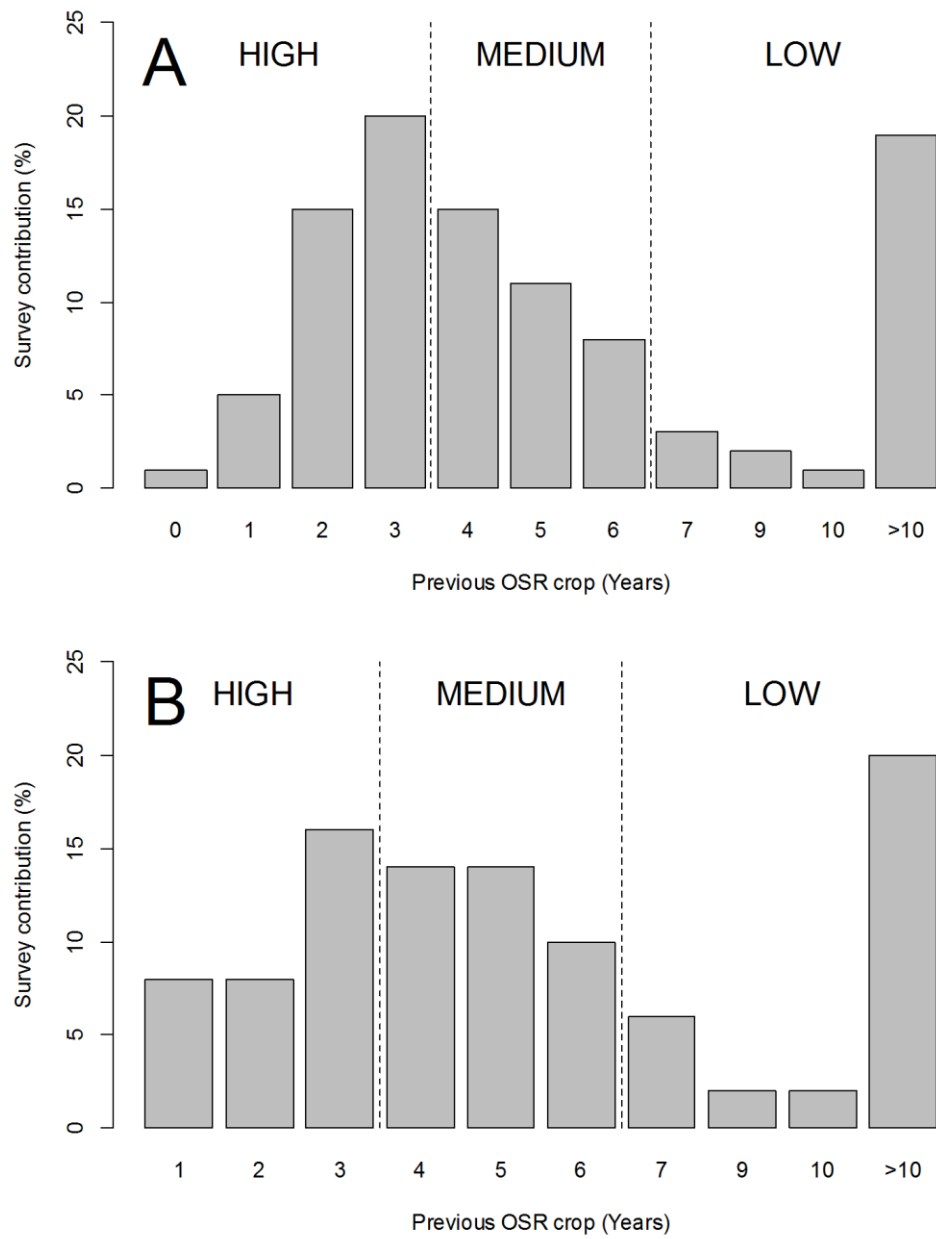 A
HIGH MEDIUM LOW
Survey contribution (%)
25
20
15
10
5
0
0 1 2 3 4 5 6 7 9 10 >10
Previous OSR crop (Years)
B
HIGH MEDIUM LOW
Survey contribution (%)
25
20
15
10
5
0
1 2 3 4 5 6 7 9 10 >10
Previous OSR crop (Years)